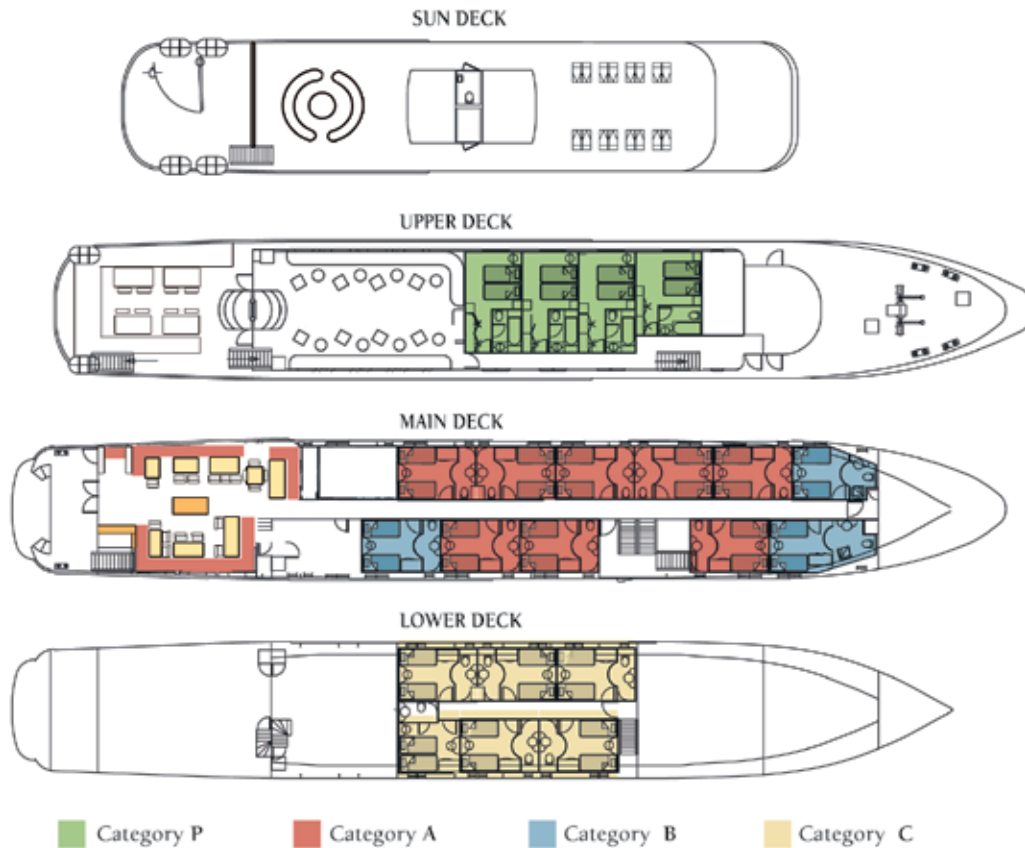 SUN DECK
UPPER DECK
MAIN DECK
LOWER DECK
Category P
Category A
Category B
Category C